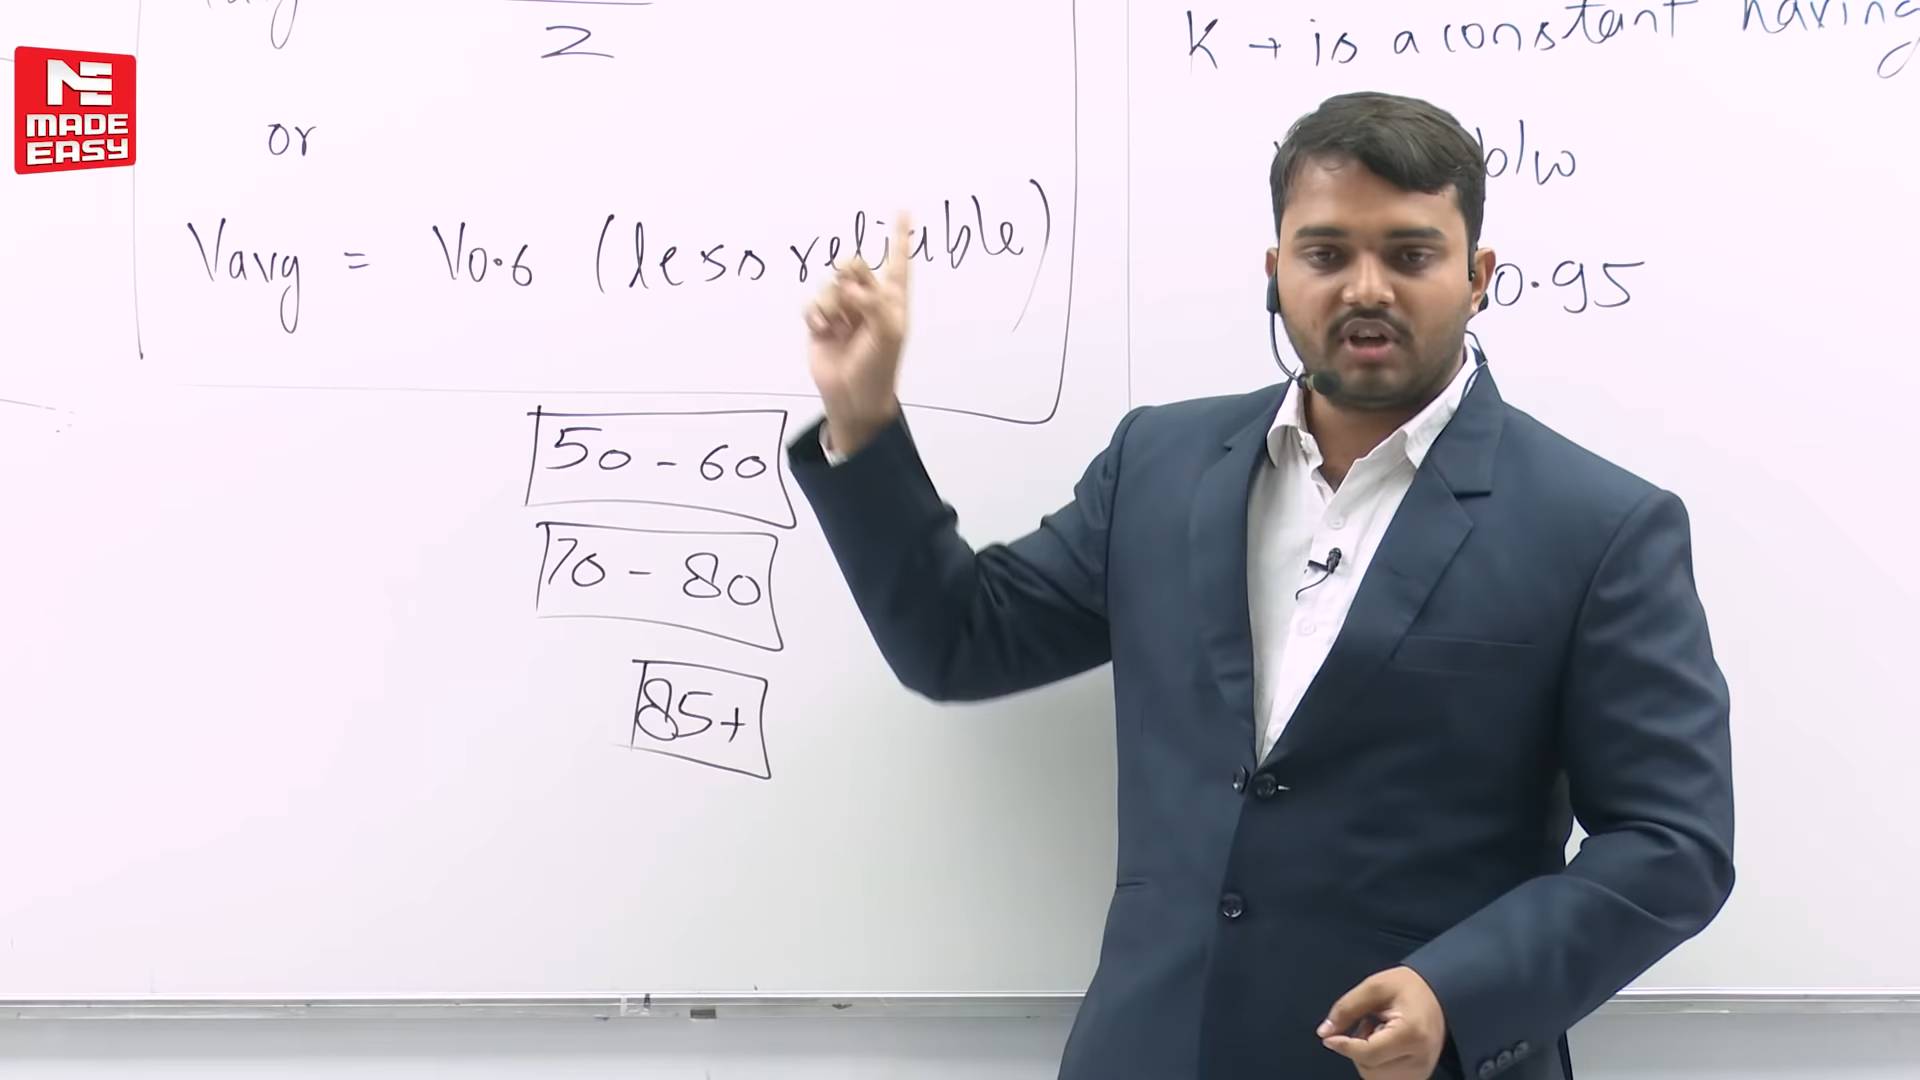 2
or
Vavg = V0.6 (less reliable)
50 - 60
70 - 80
85+
K → is a constant having
b/w
0.95
NE
MADE
EASY